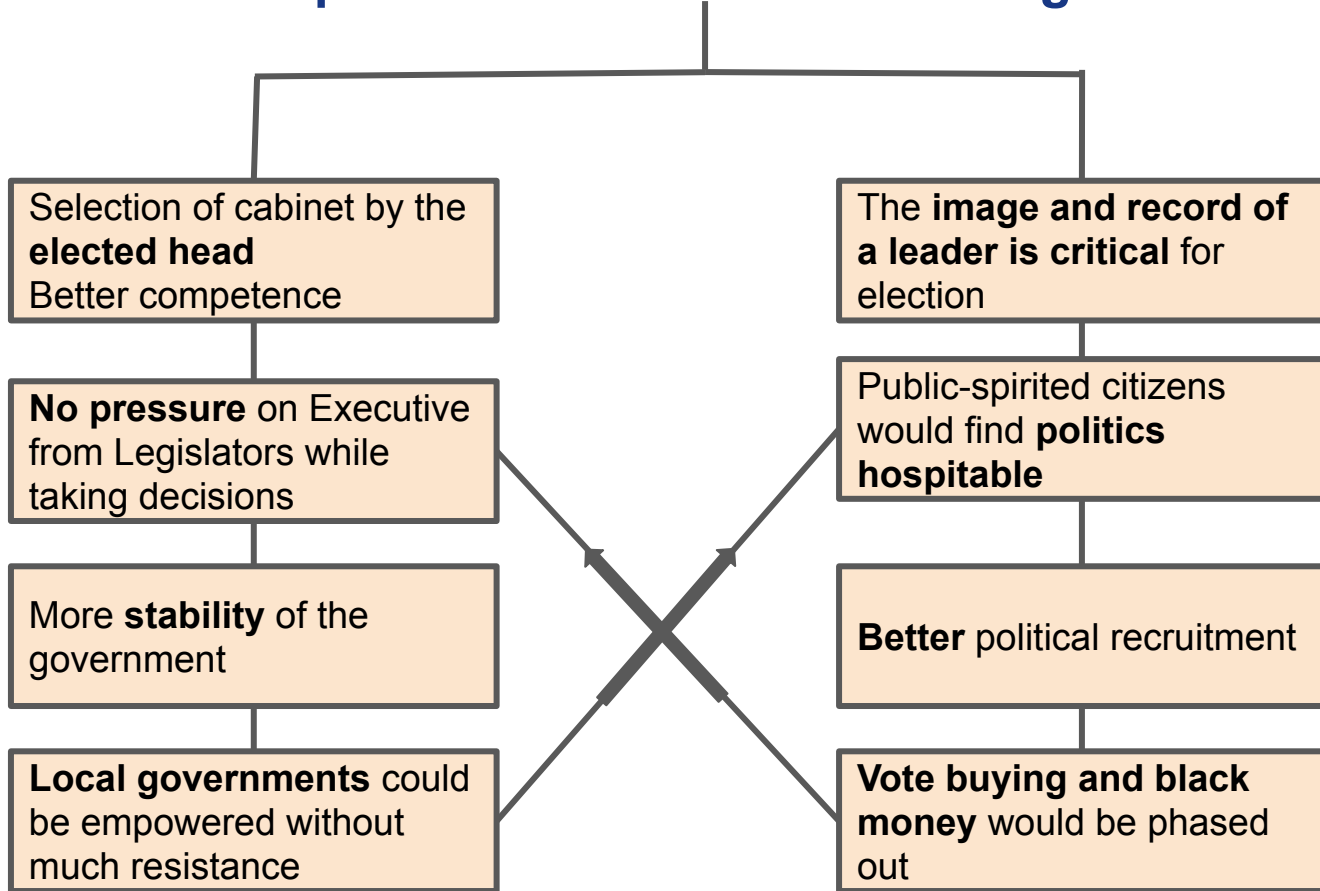 Selection of cabinet by the
elected head
Better competence
No pressure on Executive
from Legislators while
taking decisions
More stability of the
government
Local governments could
be empowered without
much resistance
The image and record of
a leader is critical for
election
Public-spirited citizens
would find politics
hospitable
Better political recruitment
Vote buying and black
money would be phased
out